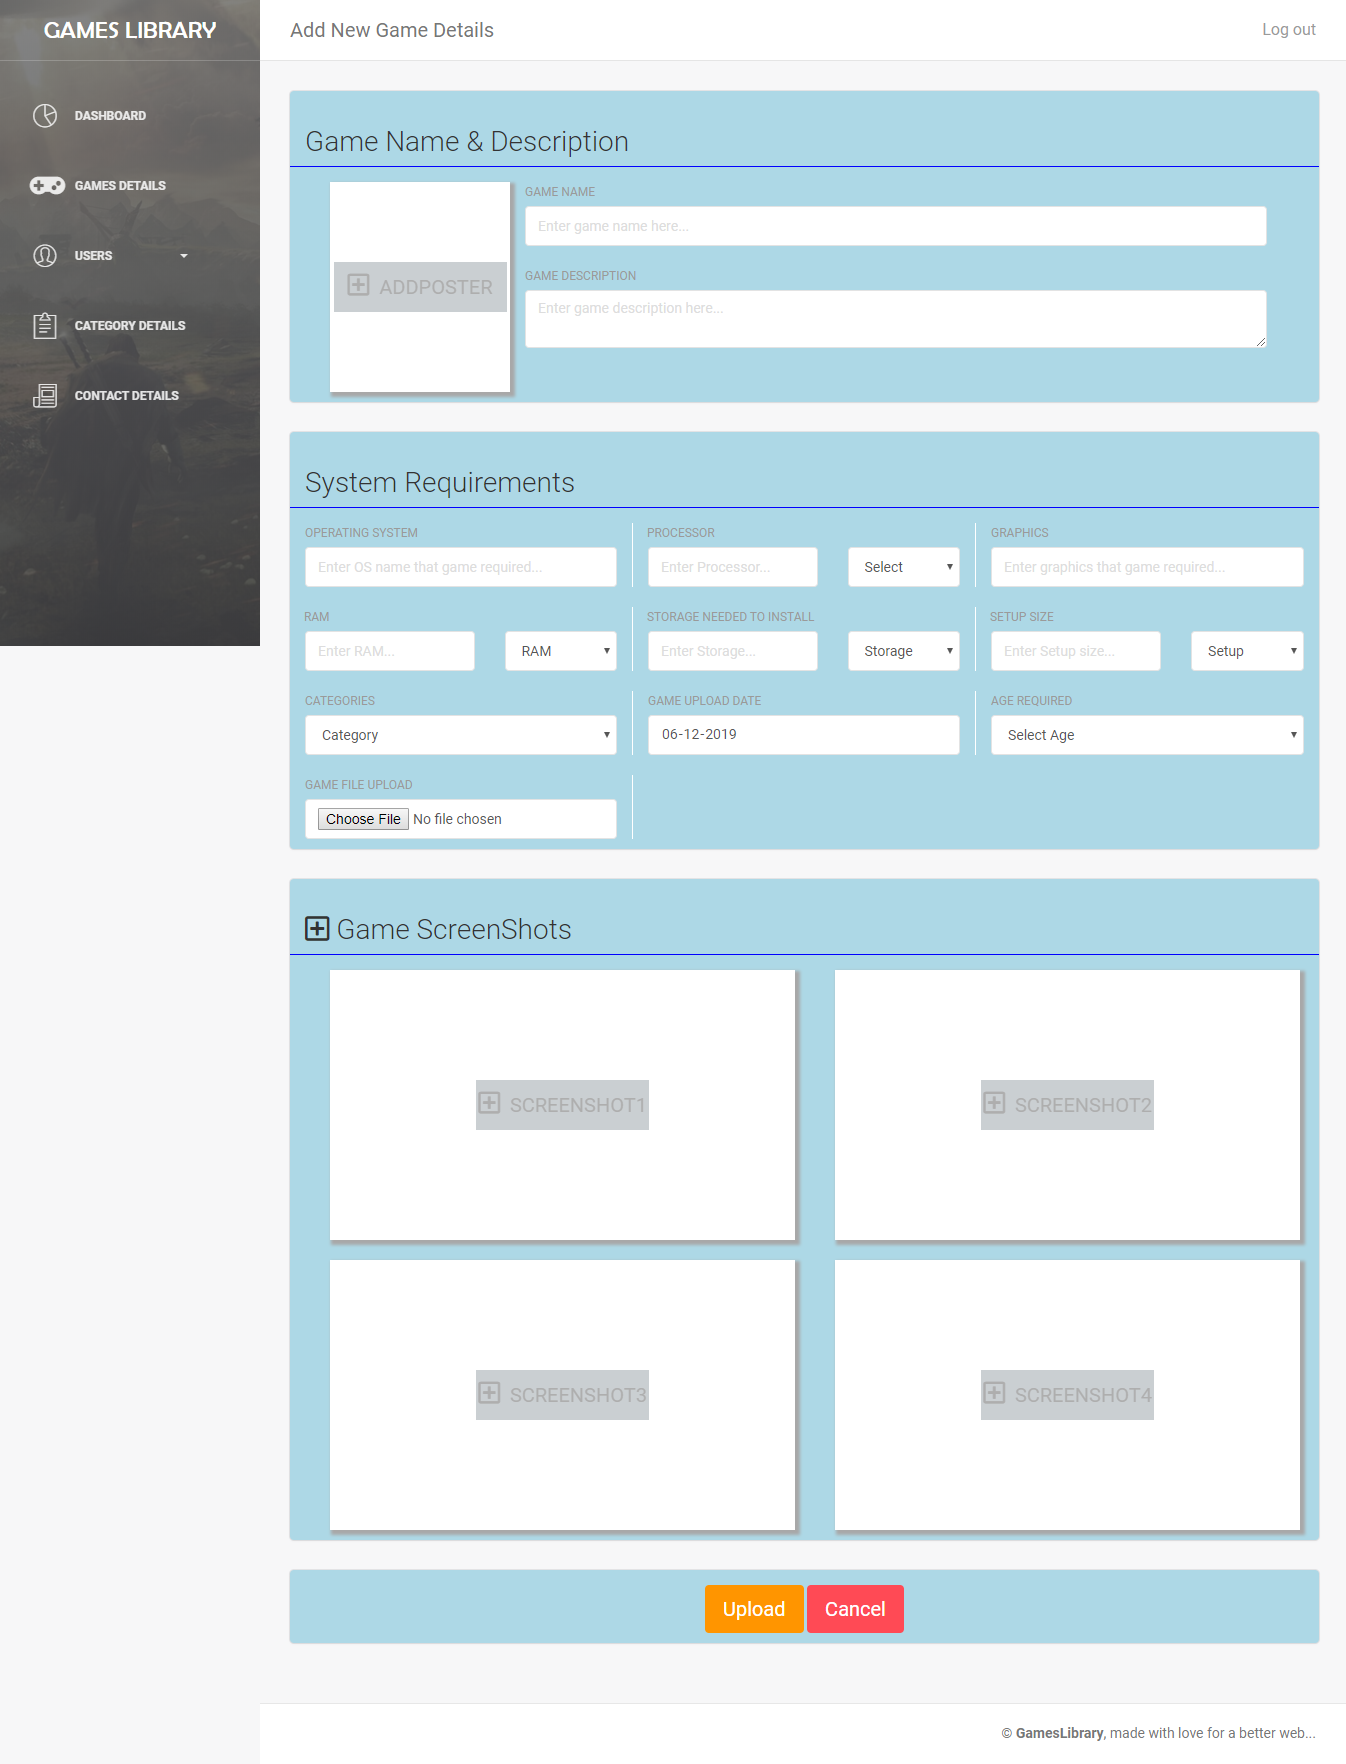 GAMES LIBRARY
Add New Game Details
Log out
DASHBOARD
GAMES DETAILS
USERS
CATEGORY DETAILS
CONTACT DETAILS
Game Name & Description
ADDPOSTER
GAME NAME
Enter game name here...
GAME DESCRIPTION
Enter game description here...
System Requirements
OPERATING SYSTEM
Enter OS name that game required...
PROCESSOR
Enter Processor...
Select
GRAPHICS
Enter graphics that game required...
RAM
Enter RAM...
RAM
STORAGE NEEDED TO INSTALL
Enter Storage...
Storage
SETUP SIZE
Enter Setup size...
Setup
CATEGORIES
Category
GAME UPLOAD DATE
06-12-2019
AGE REQUIRED
Select Age
GAME FILE UPLOAD
Choose File No file chosen
Game ScreenShots
SCREENSHOT1
SCREENSHOT2
SCREENSHOT3
SCREENSHOT4
Upload
Cancel
© GamesLibrary, made with love for a better web...